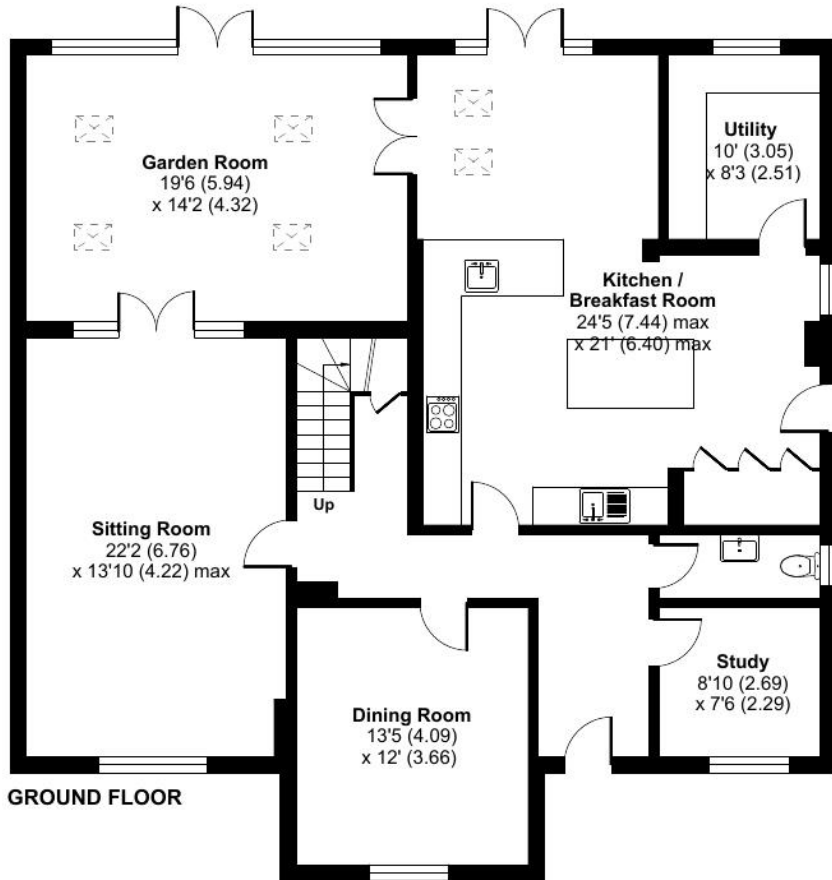 Garden Room
19'6 (5.94)
x 14'2 (4.32)
Utility
10' (3.05)
x 8'3 (2.51)
Kitchen /
Breakfast Room
24'5 (7.44) max
x 21' (6.40) max
Up
Sitting Room
22'2 (6.76)
x 13'10 (4.22) max
Study
8'10 (2.69)
x 7'6 (2.29)
Dining Room
13'5 (4.09)
x 12' (3.66)
GROUND FLOOR